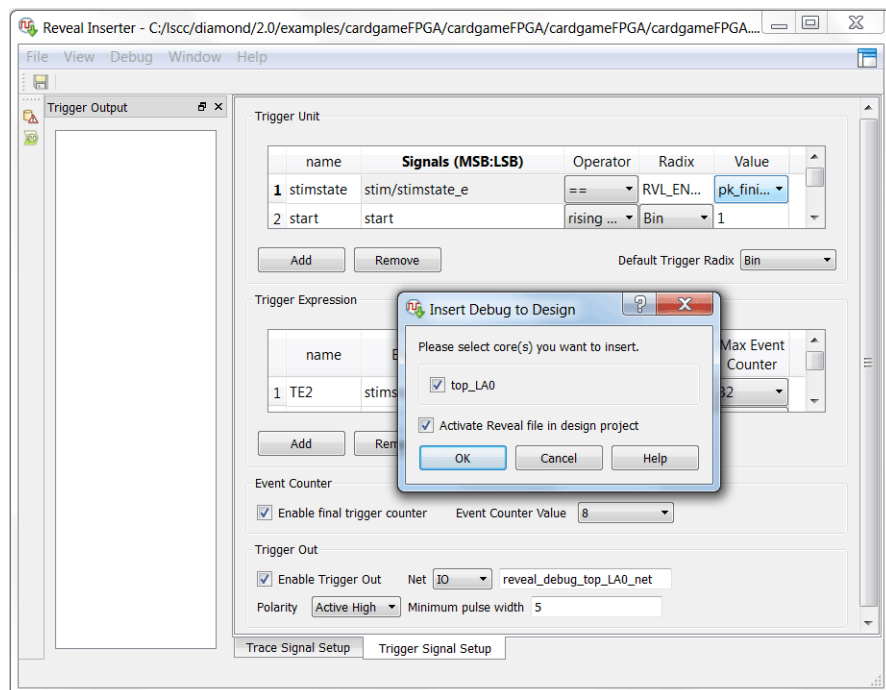 Reveal Inserter - C:/lscc/diamond/2.0/examples/cardgameFPGA/cardgameFPGA/cardgameFPGA/cardgameFPGA....
File View Debug Window Help
Trigger Output
Trigger Unit
name Signals (MSB:LSB) Operator Radix Value
1 stimstate stim/stimstate_e == RVL_EN... pk_fini...
2 start start rising ... Bin 1
Add Remove Default Trigger Radix Bin
Trigger Expression
name E Max Event
Counter
1 TE2 stims 32
Add Rem
Insert Debug to Design
Please select core(s) you want to insert.
top_LA0
Activate Reveal file in design project
OK Cancel Help
Event Counter
Enable final trigger counter Event Counter Value 8
Trigger Out
Enable Trigger Out Net IO reveal_debug_top_LA0_net
Polarity Active High Minimum pulse width 5
Trace Signal Setup Trigger Signal Setup